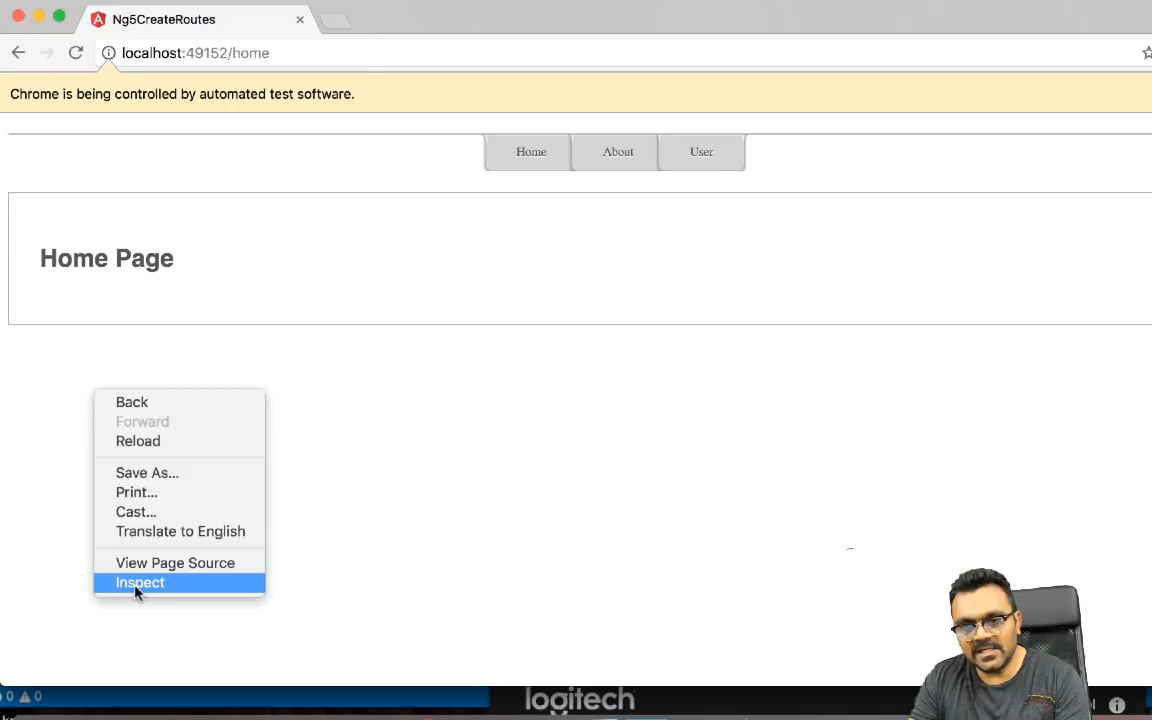 Ng5CreateRoutes
localhost:49152/home
Chrome is being controlled by automated test software.
Home About User
Home Page
Back
Forward
Reload
Save As...
Print...
Cast...
Translate to English
View Page Source
Inspect
0 0
logitech